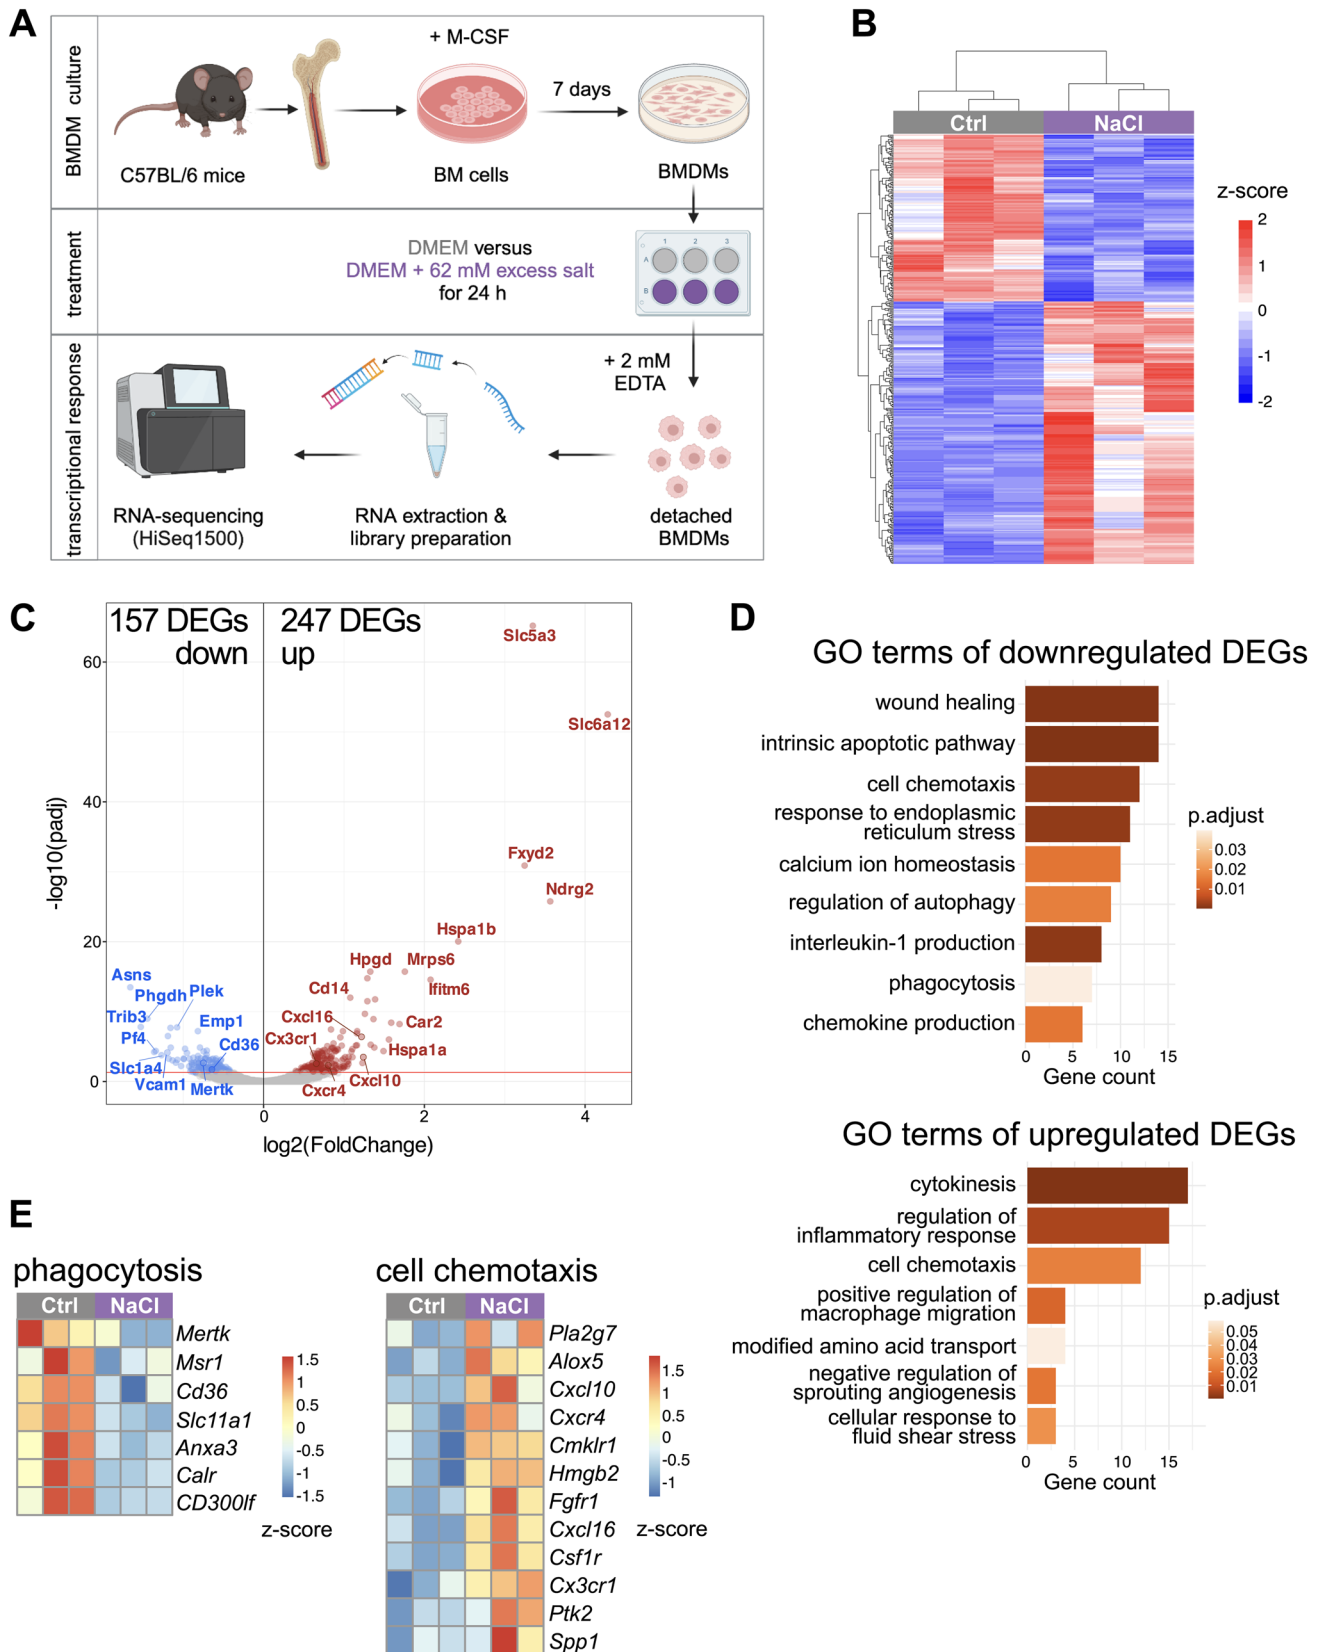 A
BMDM culture
+ M-CSF
7 days
C57BL/6 mice
BM cells
BMDMs
treatment
DMEM versus
DMEM + 62 mM excess salt
for 24 h
1 2 3
A
B
transcriptional response
+ 2 mM
EDTA
RNA-sequencing
(HiSeq1500)
RNA extraction &
library preparation
detached
BMDMs
B
Ctrl NaCl
z-score
2
1
0
-1
-2
C
157 DEGs
down
247 DEGs
up
Slc5a3
Slc6a12
Fxyd2
Ndrg2
Hspa1b
Hpgd
Mrps6
Cd14
Ifitm6
Cxcl16
Car2
Cx3cr1
Hspa1a
Cxcl10
Cxcr4
Asns
Phgdh
Plek
Trib3
Emp1
Pf4
Cd36
Slc1a4
Vcam1
Mertk
60
40
20
0
-log10(padj)
0 2 4
log2(FoldChange)
D
GO terms of downregulated DEGs
wound healing
intrinsic apoptotic pathway
cell chemotaxis
response to endoplasmic
reticulum stress
calcium ion homeostasis
regulation of autophagy
interleukin-1 production
phagocytosis
chemokine production
0 5 10 15
Gene count
p.adjust
0.03
0.02
0.01
GO terms of upregulated DEGs
cytokinesis
regulation of
inflammatory response
cell chemotaxis
positive regulation of
macrophage migration
modified amino acid transport
negative regulation of
sprouting angiogenesis
cellular response to
fluid shear stress
0 5 10 15
Gene count
p.adjust
0.05
0.04
0.03
0.02
0.01
E
phagocytosis
Ctrl NaCl
Mertk
Msr1
Cd36
Slc11a1
Anxa3
Calr
CD300lf
1.5
1
0.5
0
-0.5
-1
-1.5
z-score
cell chemotaxis
Ctrl NaCl
Pla2g7
Alox5
Cxcl10
Cxcr4
Cmklr1
Hmgb2
Fgfr1
Cxcl16
Csf1r
Cx3cr1
Ptk2
Spp1
1.5
1
0.5
0
-0.5
-1
z-score